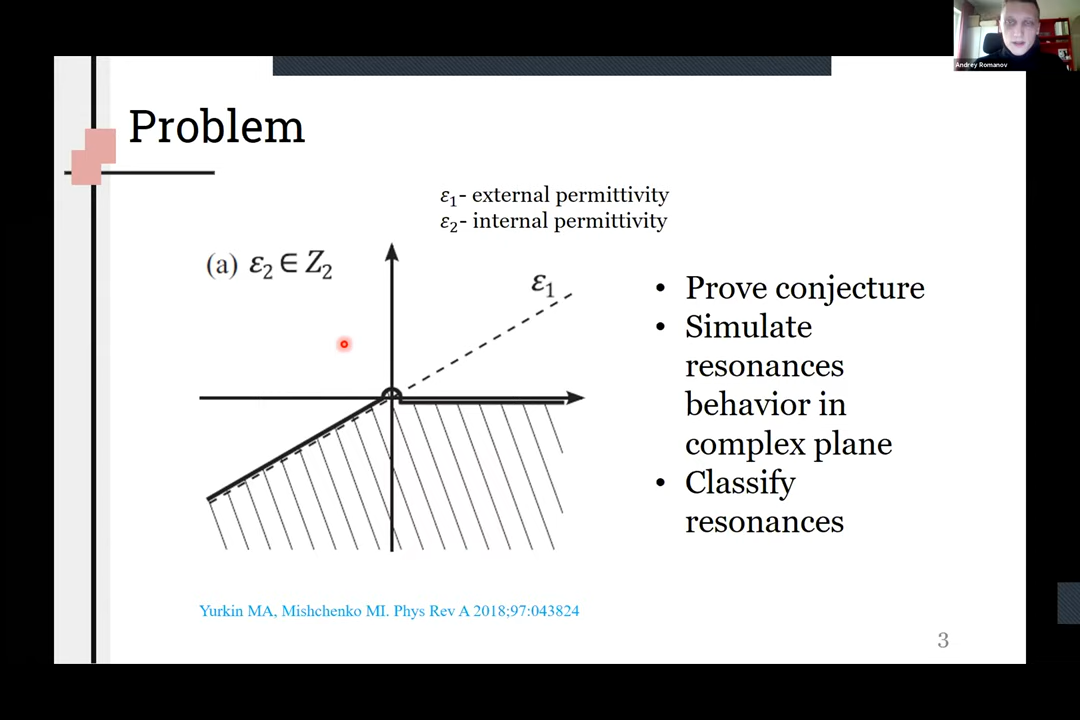 Andrey Romanov
Problem
ε₁- external permittivity
ε₂- internal permittivity
(a) ε₂ ∈ Z₂
ε₁
• Prove conjecture
• Simulate
resonances
behavior in
complex plane
• Classify
resonances
Yurkin MA, Mishchenko MI. Phys Rev A 2018;97:043824
3